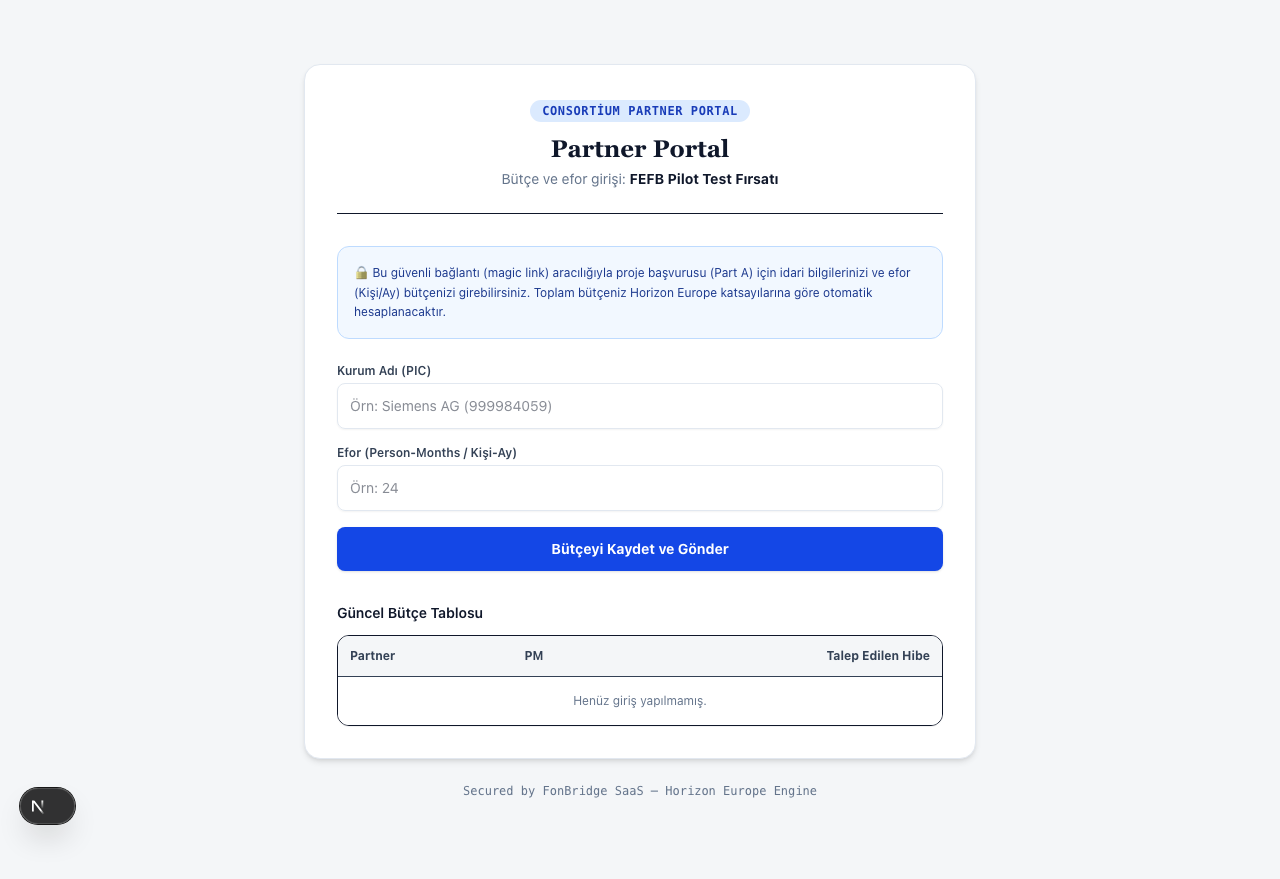 CONSORTİUM PARTNER PORTAL
Partner Portal
Bütçe ve efor girişi: FEFB Pilot Test Fırsatı
🔒 Bu güvenli bağlantı (magic link) aracılığıyla proje başvurusu (Part A) için idari bilgilerinizi ve efor
(Kişi/Ay) bütçenizi girebilirsiniz. Toplam bütçeniz Horizon Europe katsayılarına göre otomatik
hesaplanacaktır.
Kurum Adı (PIC)
Örn: Siemens AG (999984059)
Efor (Person-Months / Kişi-Ay)
Örn: 24
Bütçeyi Kaydet ve Gönder
Güncel Bütçe Tablosu
Partner PM Talep Edilen Hibe
Henüz giriş yapılmamış.
Secured by FonBridge SaaS — Horizon Europe Engine
N